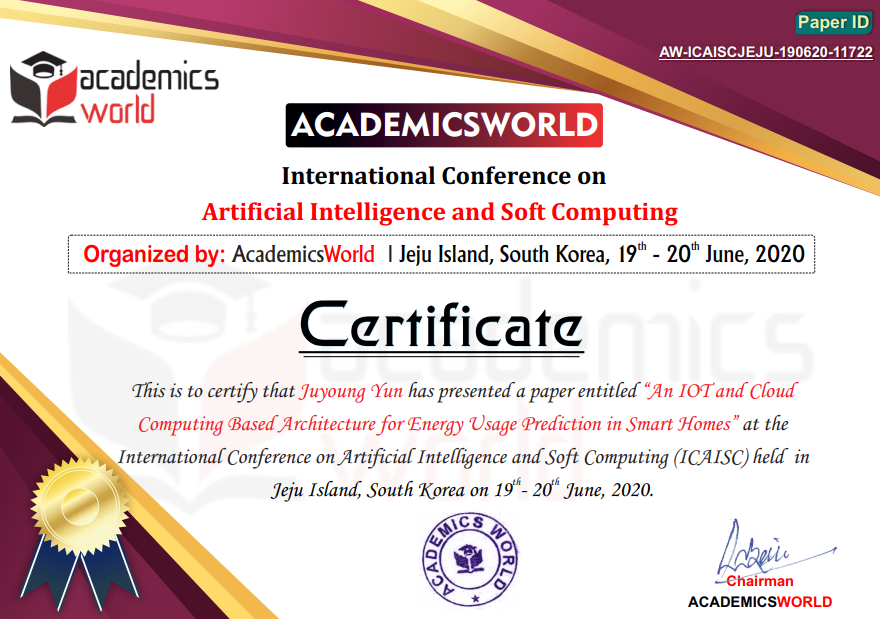 Paper ID
AW-ICAISCJEJU-190620-11722
academics
world
ACADEMICSWORLD
International Conference on
Artificial Intelligence and Soft Computing
Organized by: AcademicsWorld | Jeju Island, South Korea, 19th - 20th June, 2020
Certificate
This is to certify that Juyoung Yun has presented a paper entitled “An IOT and Cloud
Computing Based Architecture for Energy Usage Prediction in Smart Homes” at the
International Conference on Artificial Intelligence and Soft Computing (ICAISC) held in
Jeju Island, South Korea on 19th- 20th June, 2020.
ACADEMICS WORLD
Chairman
ACADEMICSWORLD
academics
world